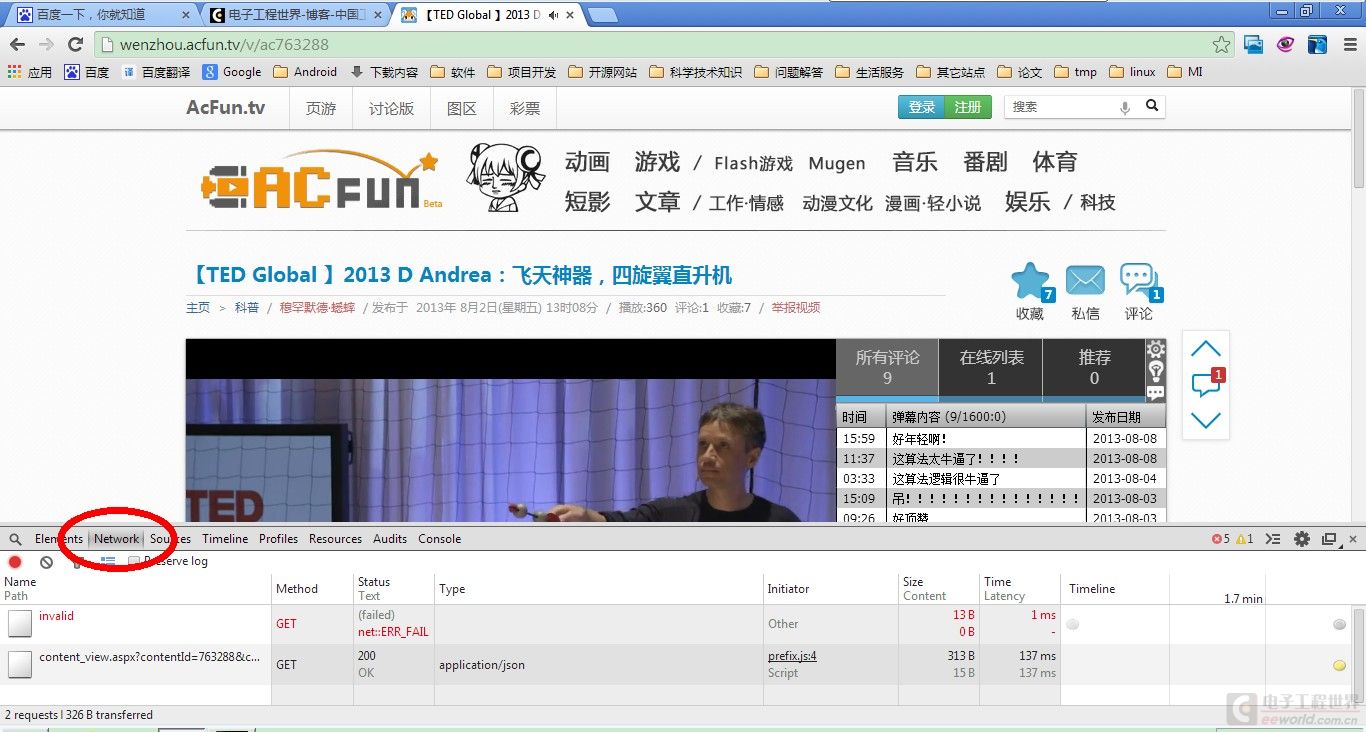 百度一下，你就知道
电子工程世界-博客-中国工
【TED Global 】2013 D
wenzhou.acfun.tv/v/ac763288
应用 百度 译 百度翻译 Google Android 下载内容 软件 项目开发 开源网站 科学技术知识 问题解答 生活服务 其它站点 论文 tmp linux MI
AcFun.tv 页游 讨论版 图区 彩票 登录 注册 搜索
ACFUN Beta
动画 游戏 / Flash游戏 Mugen 音乐 番剧 体育
短影 文章 / 工作·情感 动漫文化 漫画·轻小说 娱乐 / 科技
【TED Global 】2013 D Andrea：飞天神器，四旋翼直升机
主页 > 科普 / 穆罕默德·蟋蟀 / 发布于 2013年 8月2日(星期五) 13时08分 / 播放:360 评论:1 收藏:7 / 举报视频
7 1
收藏 私信 评论
所有评论 在线列表 推荐
9 1 0
1
时间 弹幕内容 (9/1600:0) 发布日期
15:59 好年轻啊！ 2013-08-08
11:37 这算法太牛逼了！！！！ 2013-08-08
03:33 这算法逻辑很牛逼了 2013-08-04
15:09 吊！！！！！！！！！！！！！！！ 2013-08-03
09:26 好顶赞 2013-08-03
TED
Elements Network Sources Timeline Profiles Resources Audits Console 5 1
Preserve log
Name Method Status Type Initiator Size Time Timeline
Path Text Content Latency 1.7 min
invalid GET (failed) Other 13 B 1 ms
net::ERR_FAIL 0 B -
content_view.aspx?contentId=763288&c... GET 200 application/json prefix.js:4 313 B 137 ms
OK Script 15 B 137 ms
2 requests | 326 B transferred
电子工程世界
eeworld.com.cn